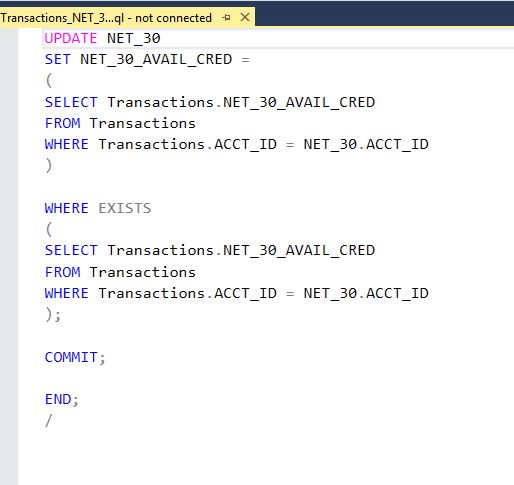 Transactions_NET_3...ql - not connected
UPDATE NET_30
SET NET_30_AVAIL_CRED =
(
SELECT Transactions.NET_30_AVAIL_CRED
FROM Transactions
WHERE Transactions.ACCT_ID = NET_30.ACCT_ID
)
WHERE EXISTS
(
SELECT Transactions.NET_30_AVAIL_CRED
FROM Transactions
WHERE Transactions.ACCT_ID = NET_30.ACCT_ID
);
COMMIT;
END;
/